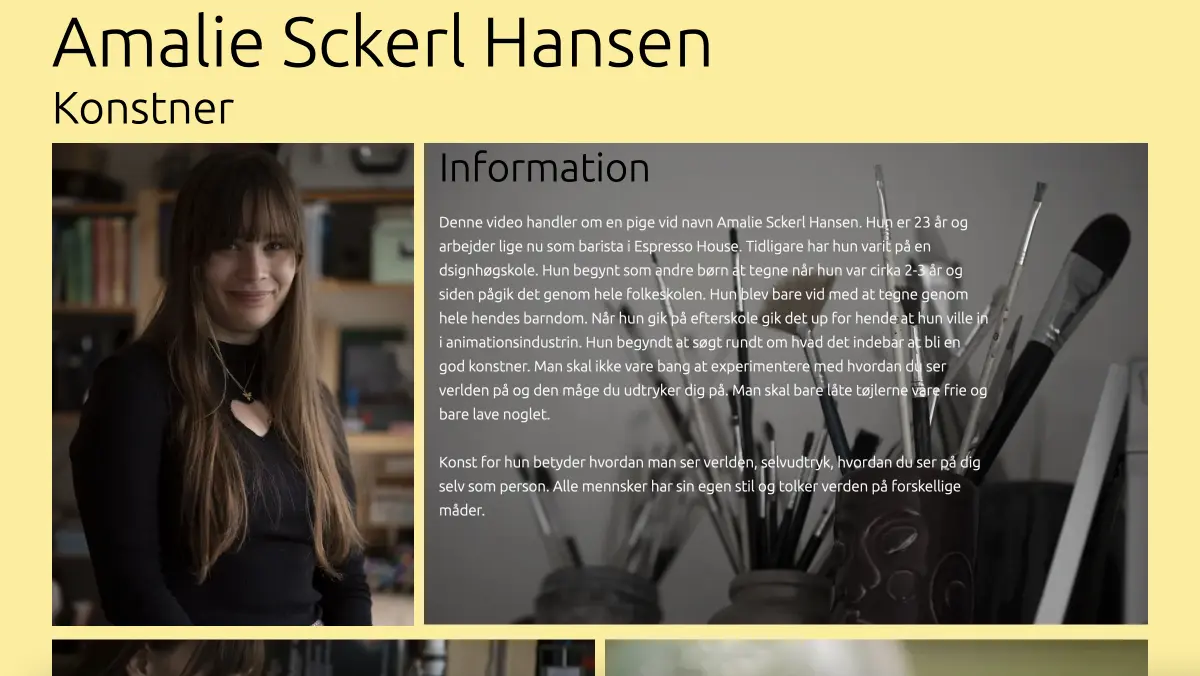 Amalie Sckerl Hansen
Konstner
Information
Denne video handler om en pige vid navn Amalie Sckerl Hansen. Hun er 23 år og
arbejder lige nu som barista i Espresso House. Tidligare har hun varit på en
dsignhøgskole. Hun begynt som andre børn at tegne når hun var cirka 2-3 år og
siden pågik det genom hele folkeskolen. Hun blev bare vid med at tegne genom
hele hendes barndom. Når hun gik på efterskole gik det up for hende at hun ville in
i animationsindustrin. Hun begyndt at søgt rundt om hvad det indebär at bli en
god konstner. Man skal ikke vare bang at experimentere med hvordan du ser
verlden på og den måge du udtryker dig på. Man skal bare låte tøjlerne vare frie og
bare lave noglet.
Konst for hun betyder hvordan man ser verlden, selvudtryk, hvordan du ser på dig
selv som person. Alle mennsker har sin egen stil og tolker verden på forskellige
måder.